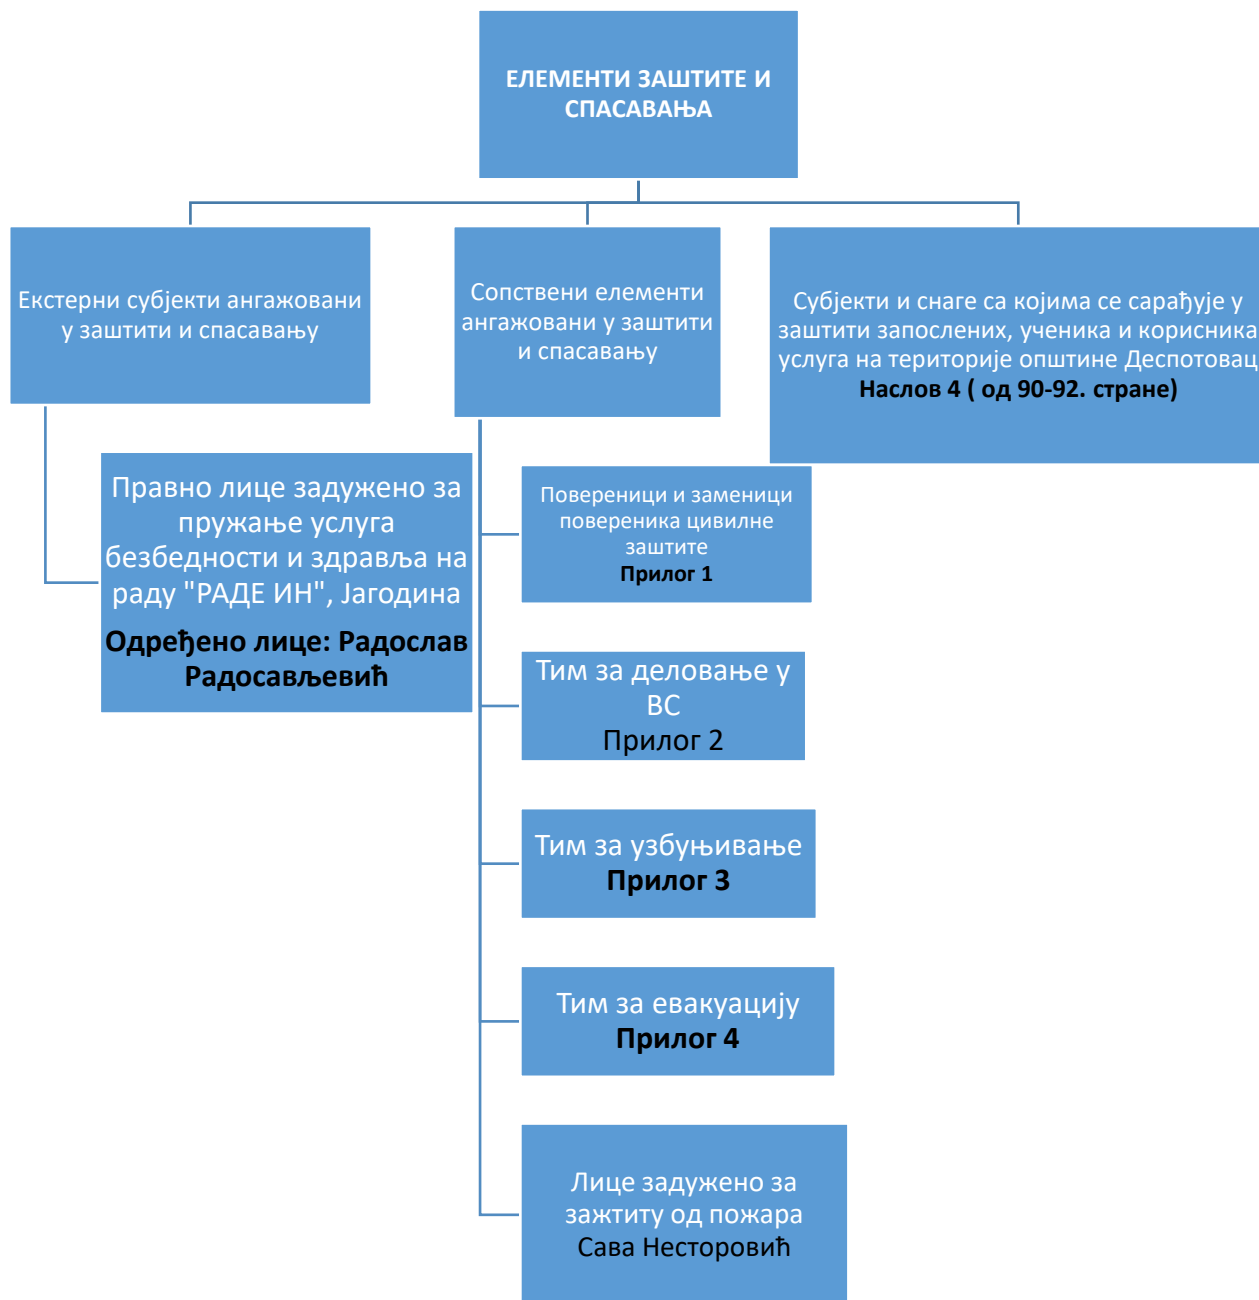 ЕЛЕМЕНТИ ЗАШТИТЕ И
СПАСАВАЊА
Екстерни субјекти ангажовани
у заштити и спасавању
Правно лице задужено за
пружање услуга
безбедности и здравља на
раду "РАДЕ ИН", Јагодина
Одређено лице: Радослав
Радосављевић
Сопствени елементи
ангажовани у заштити
и спасавању
Повереници и заменици
повереника цивилне
заштите
Прилог 1
Тим за деловање у
ВС
Прилог 2
Тим за узбуњивање
Прилог 3
Тим за евакуацију
Прилог 4
Лице задужено за
зажтиту од пожара
Сава Несторовић
Субјекти и снаге са којима се сарађује у
заштити запослених, ученика и корисника
услуга на територије општине Деспотовац
Наслов 4 ( од 90-92. стране)